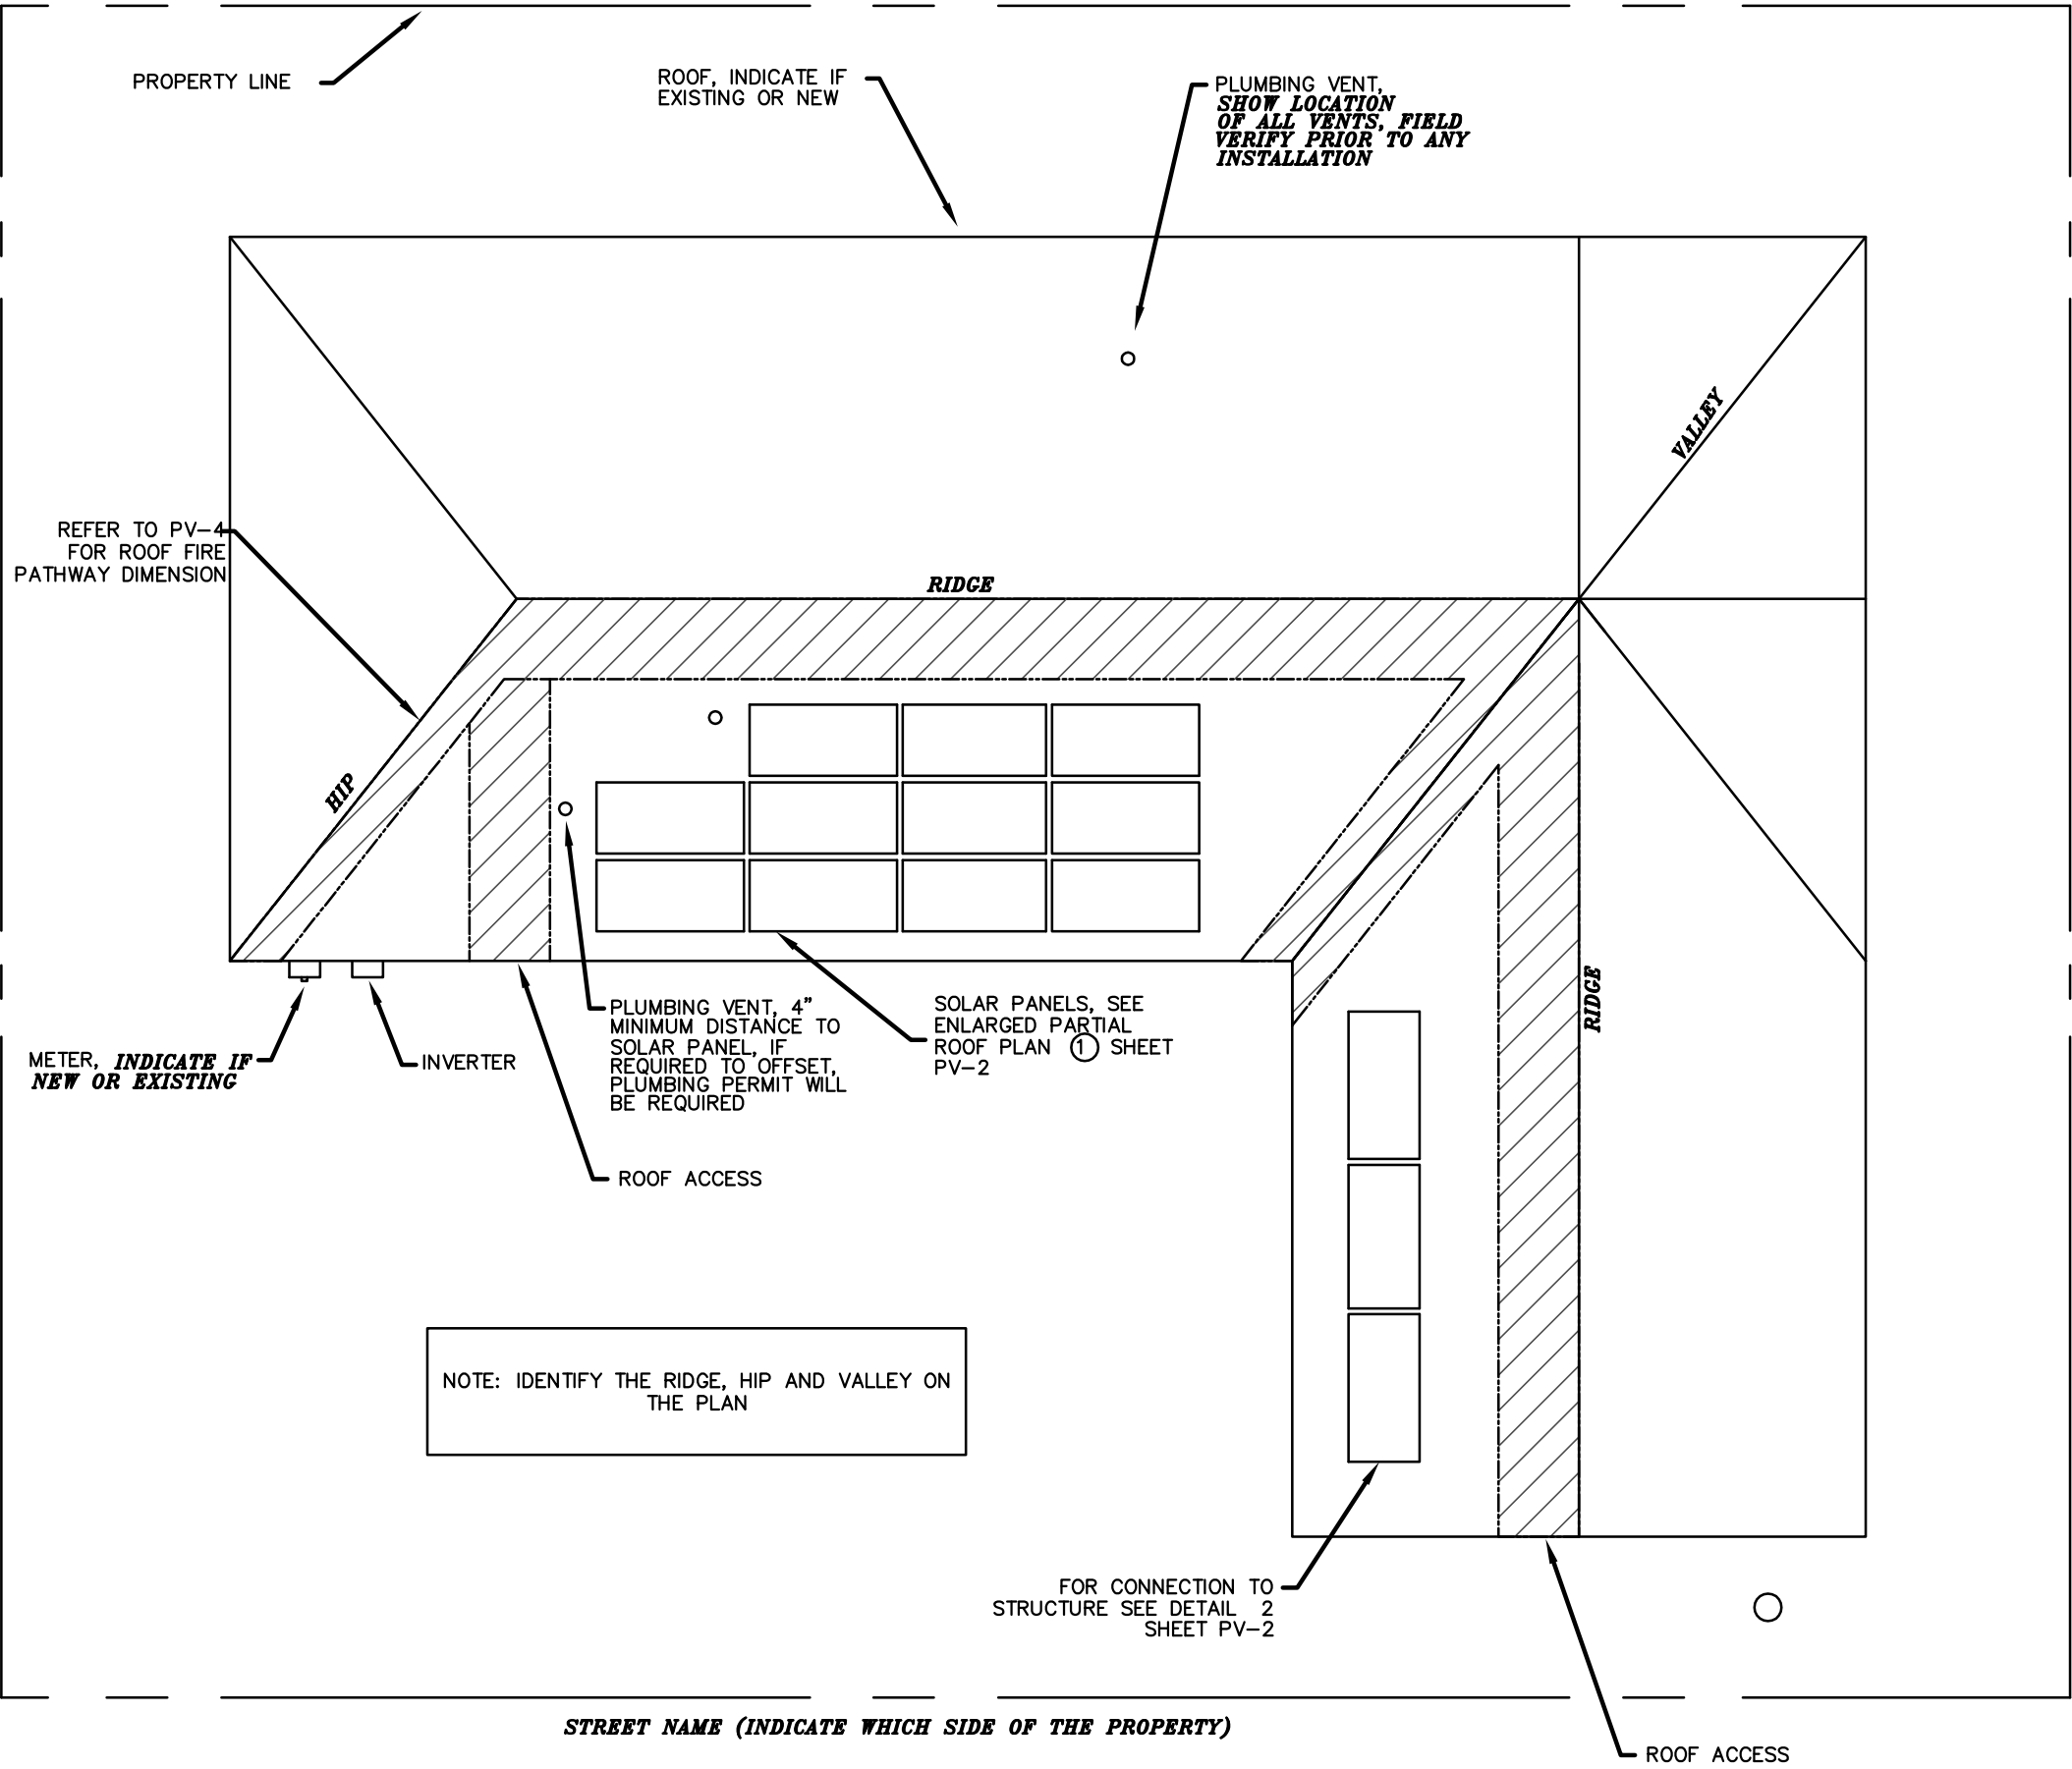 PROPERTY LINE
ROOF, INDICATE IF
EXISTING OR NEW
PLUMBING VENT,
SHOW LOCATION
OF ALL VENTS, FIELD
VERIFY PRIOR TO ANY
INSTALLATION
VALLEY
REFER TO PV-4
FOR ROOF FIRE
PATHWAY DIMENSION
RIDGE
HIP
RIDGE
METER, INDICATE IF
NEW OR EXISTING
INVERTER
PLUMBING VENT, 4"
MINIMUM DISTANCE TO
SOLAR PANEL, IF
REQUIRED TO OFFSET,
PLUMBING PERMIT WILL
BE REQUIRED
SOLAR PANELS, SEE
ENLARGED PARTIAL
ROOF PLAN 1 SHEET
PV-2
ROOF ACCESS
NOTE: IDENTIFY THE RIDGE, HIP AND VALLEY ON
THE PLAN
FOR CONNECTION TO
STRUCTURE SEE DETAIL 2
SHEET PV-2
STREET NAME (INDICATE WHICH SIDE OF THE PROPERTY)
ROOF ACCESS